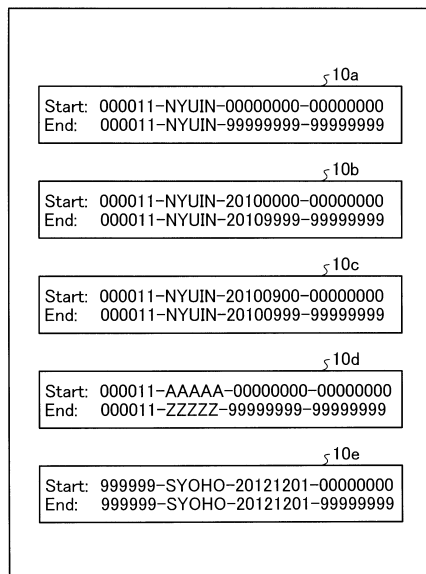 10a
Start: 000011-NYUIN-00000000-00000000
End: 000011-NYUIN-99999999-99999999
10b
Start: 000011-NYUIN-20100000-00000000
End: 000011-NYUIN-20109999-99999999
10c
Start: 000011-NYUIN-20100900-00000000
End: 000011-NYUIN-20100999-99999999
10d
Start: 000011-AAAAA-00000000-00000000
End: 000011-ZZZZZ-99999999-99999999
10e
Start: 999999-SYOHO-20121201-00000000
End: 999999-SYOHO-20121201-99999999